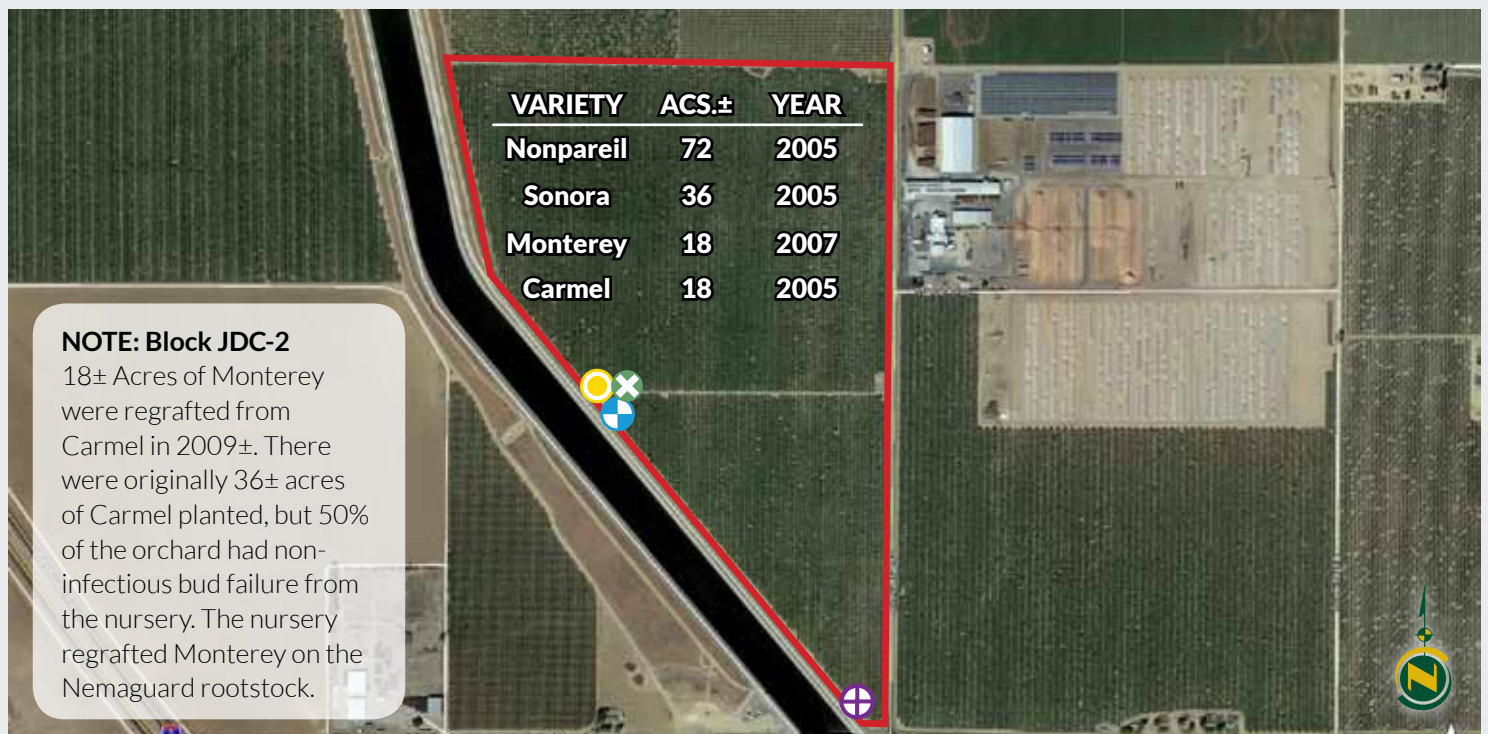 VARIETY ACS.± YEAR
Nonpareil 72 2005
Sonora 36 2005
Monterey 18 2007
Carmel 18 2005
NOTE: Block JDC-2
18± Acres of Monterey
were regrafted from
Carmel in 2009±. There
were originally 36± acres
of Carmel planted, but 50%
of the orchard had non-
infectious bud failure from
the nursery. The nursery
regrafted Monterey on the
Nemaguard rootstock.
N